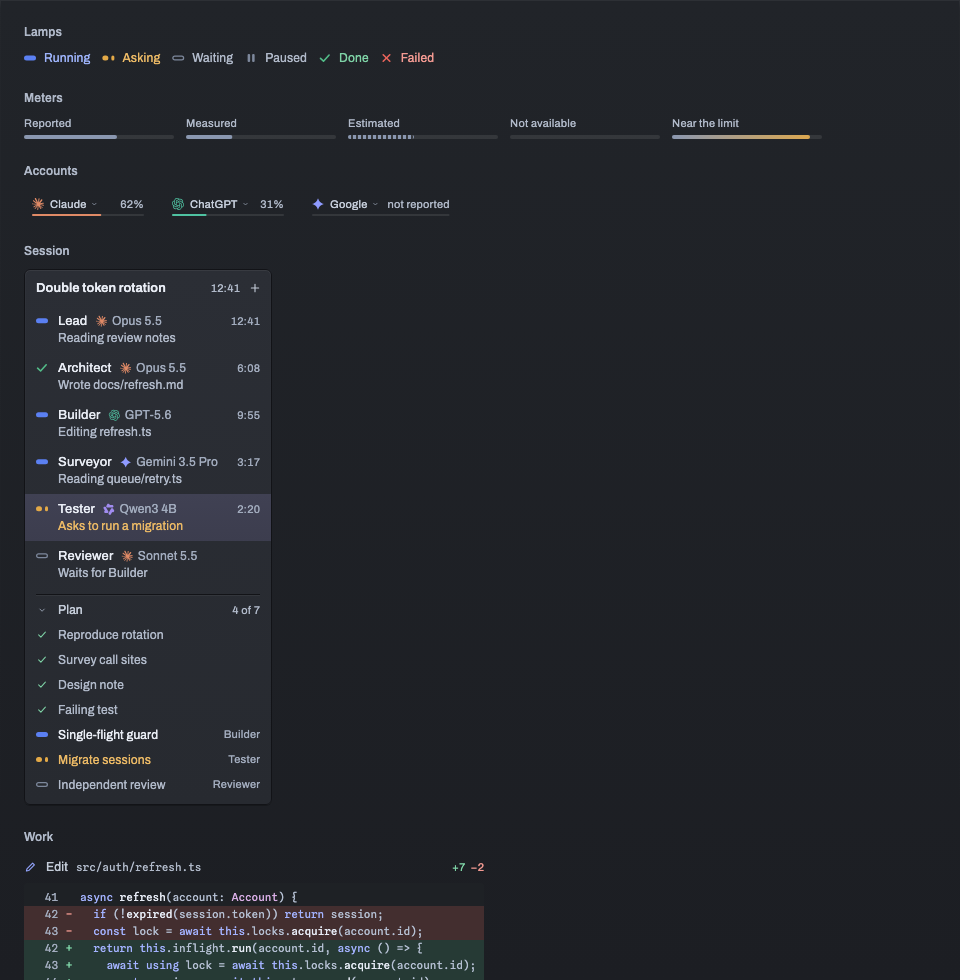 Lamps
Running Asking Waiting Paused Done Failed
Meters
Reported Measured Estimated Not available Near the limit
Accounts
Claude 62% ChatGPT 31% Google not reported
Session
Double token rotation 12:41 +
Lead Opus 5.5 12:41
Reading review notes
Architect Opus 5.5 6:08
Wrote docs/refresh.md
Builder GPT-5.6 9:55
Editing refresh.ts
Surveyor Gemini 3.5 Pro 3:17
Reading queue/retry.ts
Tester Qwen3 4B 2:20
Asks to run a migration
Reviewer Sonnet 5.5
Waits for Builder
Plan 4 of 7
Reproduce rotation
Survey call sites
Design note
Failing test
Single-flight guard Builder
Migrate sessions Tester
Independent review Reviewer
Work
Edit src/auth/refresh.ts +7 −2
41 async refresh(account: Account) {
42 − if (!expired(session.token)) return session;
43 − const lock = await this.locks.acquire(account.id);
42 + return this.inflight.run(account.id, async () => {
43 + await using lock = await this.locks.acquire(account.id);